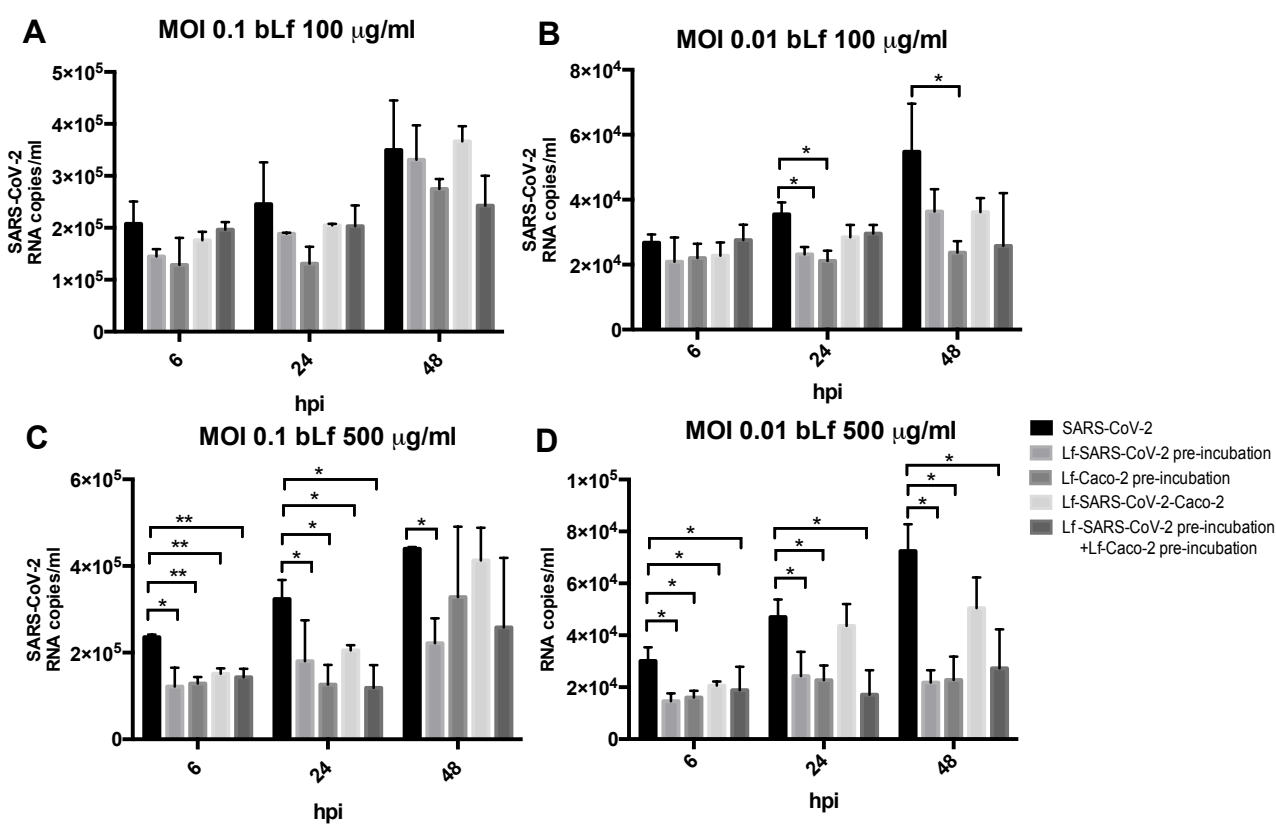 A
MOI 0.1 bLf 100 μg/ml
SARS-CoV-2
RNA copies/ml
5×10⁵
4×10⁵
3×10⁵
2×10⁵
1×10⁵
0
6
24
48
hpi
B
MOI 0.01 bLf 100 μg/ml
SARS-CoV-2
RNA copies/ml
8×10⁴
6×10⁴
4×10⁴
2×10⁴
0
*
*
*
6
24
48
hpi
C
MOI 0.1 bLf 500 μg/ml
SARS-CoV-2
RNA copies/ml
6×10⁵
4×10⁵
2×10⁵
0
**
**
**
*
*
*
*
*
*
6
24
48
hpi
D
MOI 0.01 bLf 500 μg/ml
RNA copies/ml
1×10⁵
8×10⁴
6×10⁴
4×10⁴
2×10⁴
0
*
*
*
*
*
*
*
*
*
*
6
24
48
hpi
SARS-CoV-2
Lf-SARS-CoV-2 pre-incubation
Lf-Caco-2 pre-incubation
Lf-SARS-CoV-2-Caco-2
Lf -SARS-CoV-2 pre-incubation
+Lf-Caco-2 pre-incubation